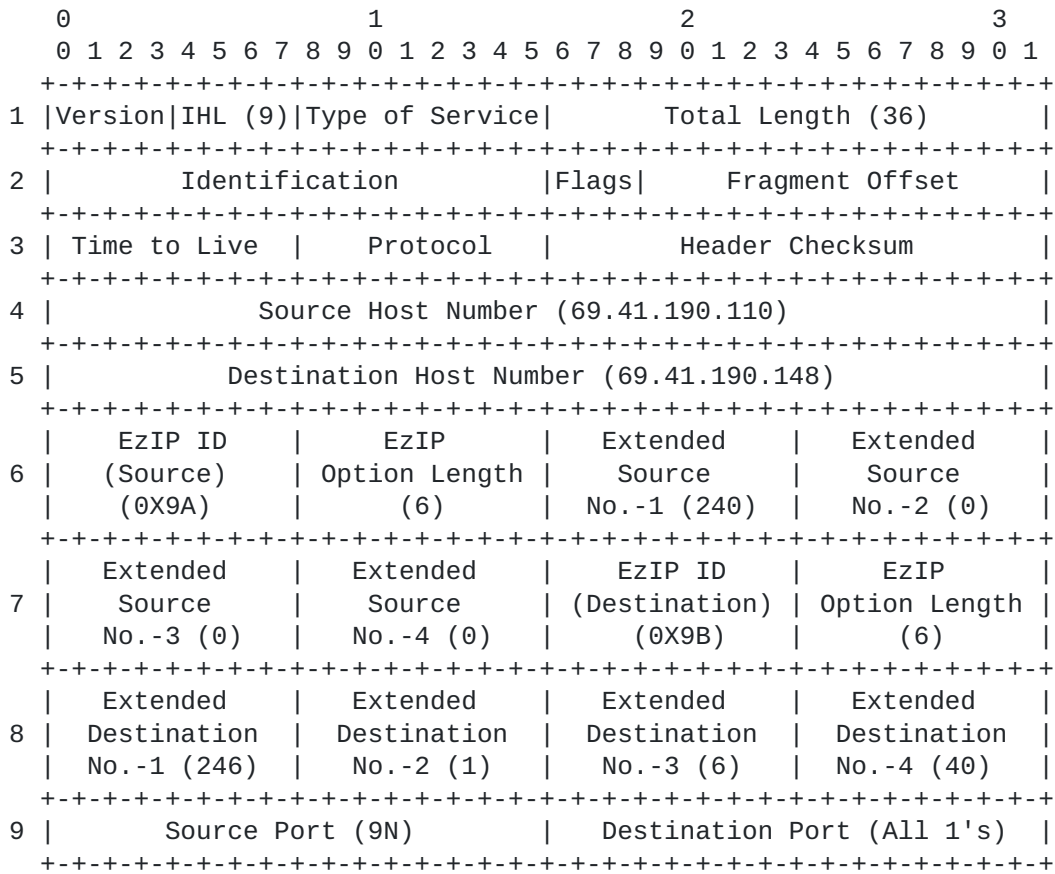 0 1 2 3
0 1 2 3 4 5 6 7 8 9 0 1 2 3 4 5 6 7 8 9 0 1 2 3 4 5 6 7 8 9 0 1
+-+-+-+-+-+-+-+-+-+-+-+-+-+-+-+-+-+-+-+-+-+-+-+-+-+-+-+-+-+-+-+-+
1 |Version|IHL (9)|Type of Service| Total Length (36) |
+-+-+-+-+-+-+-+-+-+-+-+-+-+-+-+-+-+-+-+-+-+-+-+-+-+-+-+-+-+-+-+-+
2 | Identification |Flags| Fragment Offset |
+-+-+-+-+-+-+-+-+-+-+-+-+-+-+-+-+-+-+-+-+-+-+-+-+-+-+-+-+-+-+-+-+
3 | Time to Live | Protocol | Header Checksum |
+-+-+-+-+-+-+-+-+-+-+-+-+-+-+-+-+-+-+-+-+-+-+-+-+-+-+-+-+-+-+-+-+
4 | Source Host Number (69.41.190.110) |
+-+-+-+-+-+-+-+-+-+-+-+-+-+-+-+-+-+-+-+-+-+-+-+-+-+-+-+-+-+-+-+-+
5 | Destination Host Number (69.41.190.148) |
+-+-+-+-+-+-+-+-+-+-+-+-+-+-+-+-+-+-+-+-+-+-+-+-+-+-+-+-+-+-+-+-+
| EzIP ID | EzIP | Extended | Extended |
6 | (Source) | Option Length | Source | Source |
| (0X9A) | (6) | No.-1 (240) | No.-2 (0) |
+-+-+-+-+-+-+-+-+-+-+-+-+-+-+-+-+-+-+-+-+-+-+-+-+-+-+-+-+-+-+-+-+
| Extended | Extended | EzIP ID | EzIP |
7 | Source | Source | (Destination) | Option Length |
| No.-3 (0) | No.-4 (0) | (0X9B) | (6) |
+-+-+-+-+-+-+-+-+-+-+-+-+-+-+-+-+-+-+-+-+-+-+-+-+-+-+-+-+-+-+-+-+
| Extended | Extended | Extended | Extended |
8 | Destination | Destination | Destination | Destination |
| No.-1 (246) | No.-2 (1) | No.-3 (6) | No.-4 (40) |
+-+-+-+-+-+-+-+-+-+-+-+-+-+-+-+-+-+-+-+-+-+-+-+-+-+-+-+-+-+-+-+-+
9 | Source Port (9N) | Destination Port (All 1's) |
+-+-+-+-+-+-+-+-+-+-+-+-+-+-+-+-+-+-+-+-+-+-+-+-+-+-+-+-+-+-+-+-+